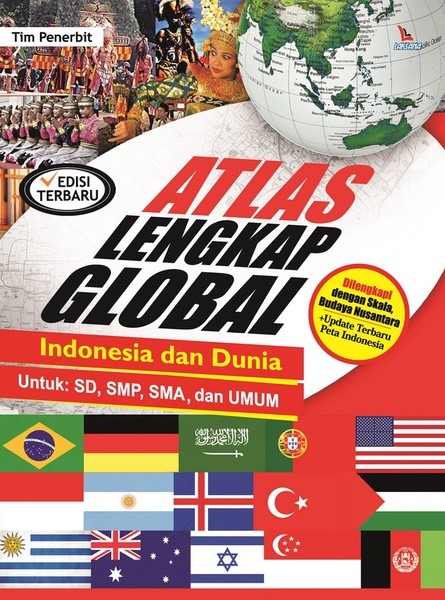 Tim Penerbit
LAKSANA
EDISI
TERBARU
ATLAS
LENGKAP
GLOBAL
Dilengkapi
dengan Skala,
Budaya Nusantara
+Update Terbaru
Peta Indonesia
Indonesia dan Dunia
Untuk: SD, SMP, SMA, dan UMUM